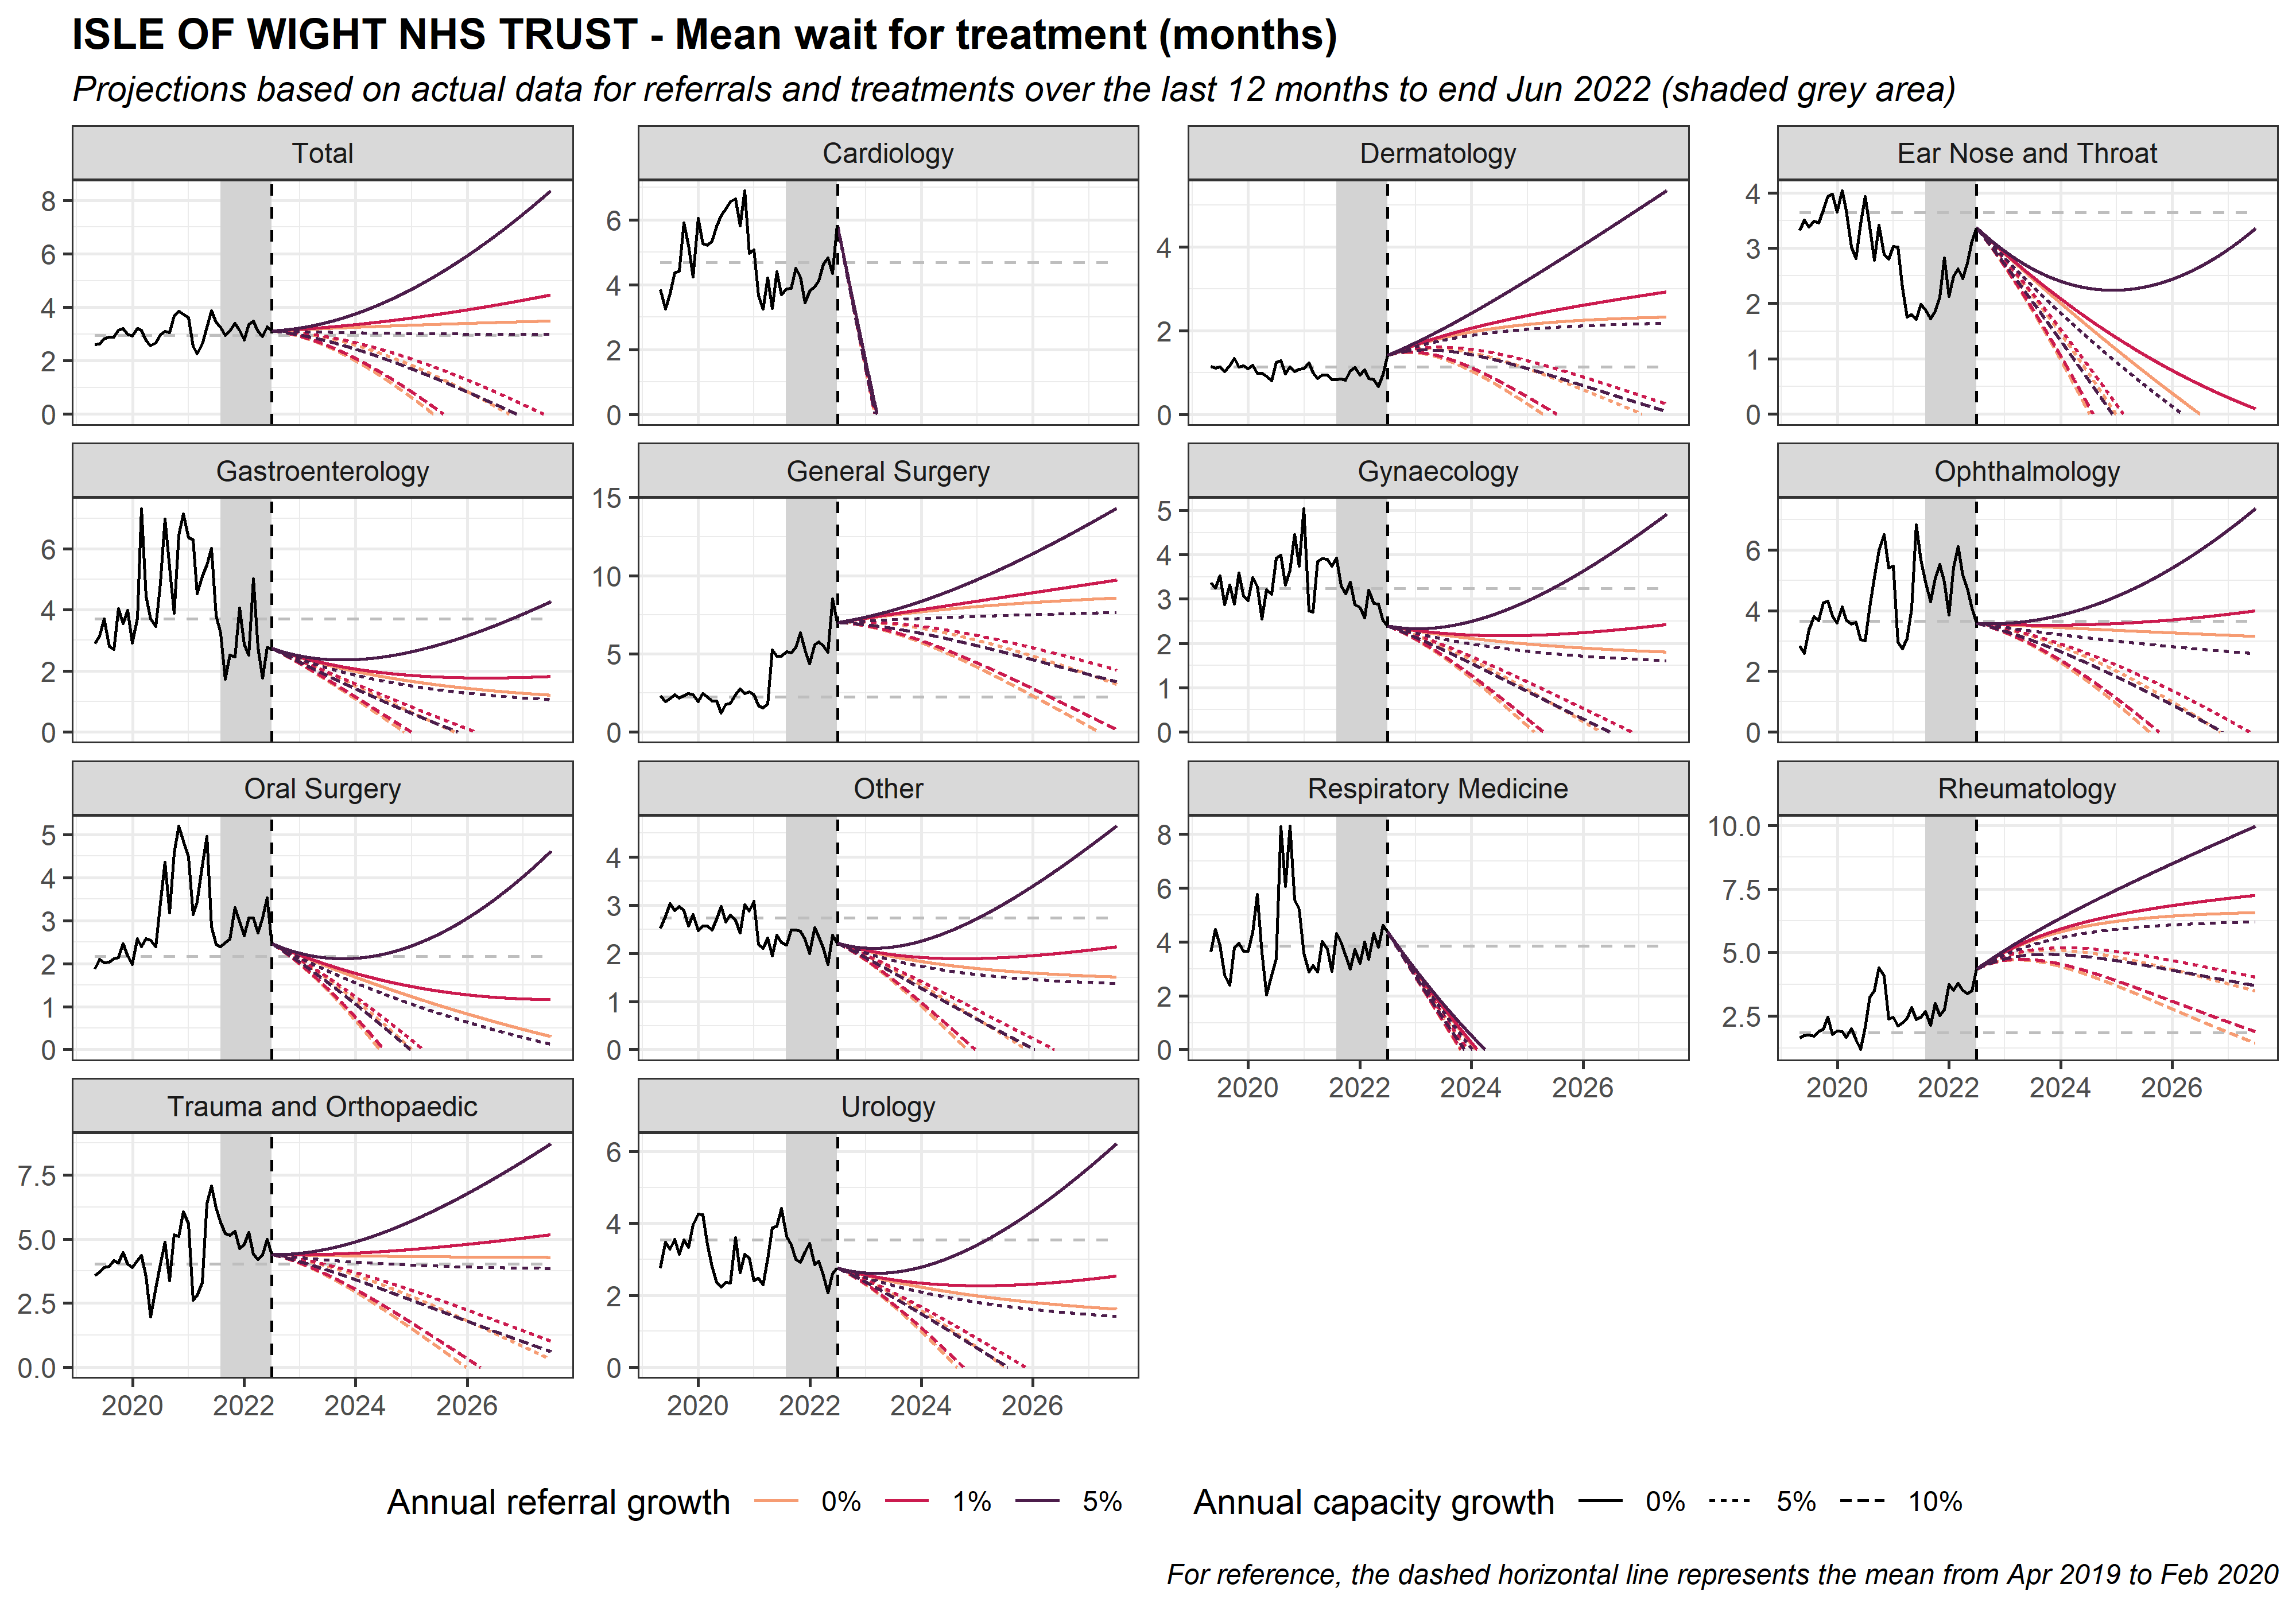 ISLE OF WIGHT NHS TRUST - Mean wait for treatment (months)
Projections based on actual data for referrals and treatments over the last 12 months to end Jun 2022 (shaded grey area)
Total
8
6
4
2
0
Cardiology
6
4
2
0
Dermatology
4
2
0
Ear Nose and Throat
4
3
2
1
0
Gastroenterology
6
4
2
0
General Surgery
15
10
5
0
Gynaecology
5
4
3
2
1
0
Ophthalmology
6
4
2
0
Oral Surgery
5
4
3
2
1
0
Other
4
3
2
1
0
Respiratory Medicine
8
6
4
2
0
2020 2022 2024 2026
Rheumatology
10.0
7.5
5.0
2.5
2020 2022 2024 2026
Trauma and Orthopaedic
7.5
5.0
2.5
0.0
2020 2022 2024 2026
Urology
6
4
2
0
2020 2022 2024 2026
Annual referral growth 0% 1% 5%
Annual capacity growth 0% 5% 10%
For reference, the dashed horizontal line represents the mean from Apr 2019 to Feb 2020